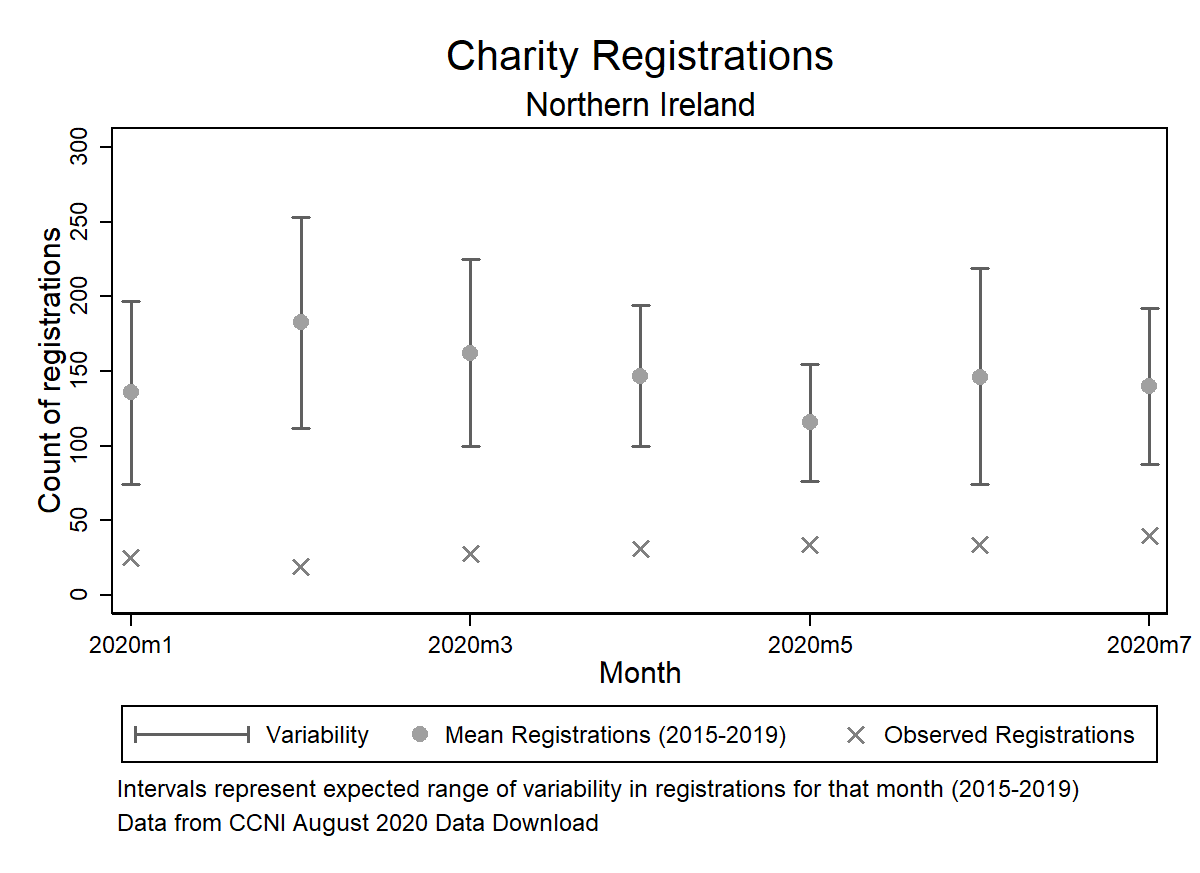 Charity Registrations
Northern Ireland
Count of registrations
300
250
200
150
100
50
0
2020m1 2020m3 2020m5 2020m7
Month
Variability Mean Registrations (2015-2019) Observed Registrations
Intervals represent expected range of variability in registrations for that month (2015-2019)
Data from CCNI August 2020 Data Download